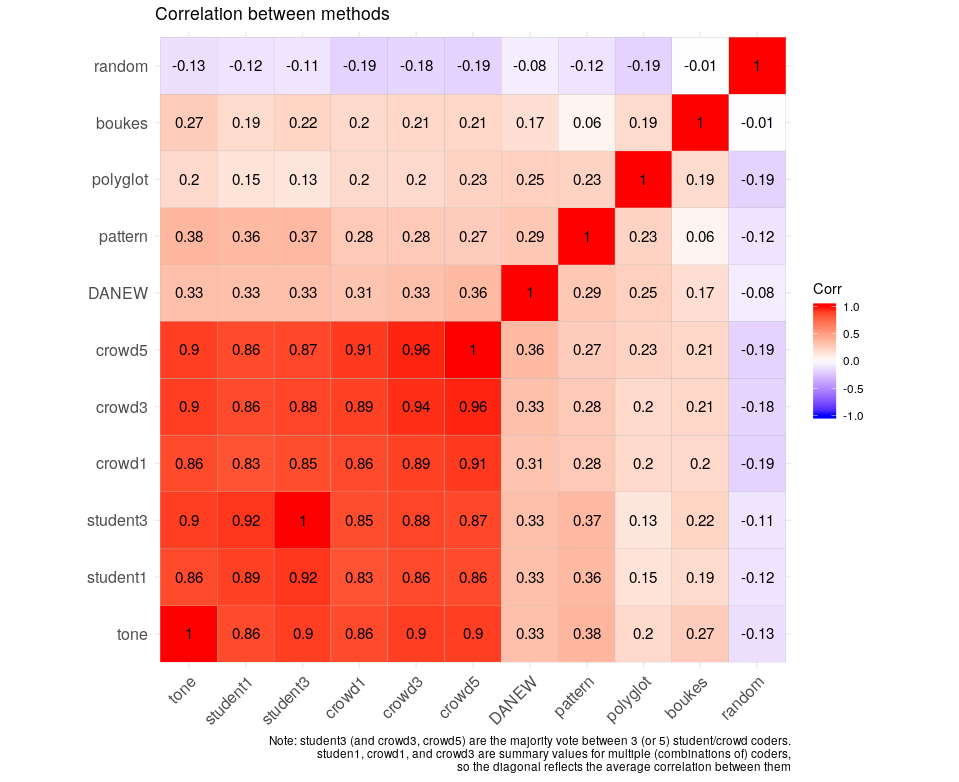 Correlation between methods
random -0.13 -0.12 -0.11 -0.19 -0.18 -0.19 -0.08 -0.12 -0.19 -0.01 1
boukes 0.27 0.19 0.22 0.2 0.21 0.21 0.17 0.06 0.19 1 -0.01
polyglot 0.2 0.15 0.13 0.2 0.2 0.23 0.25 0.23 1 0.19 -0.19
pattern 0.38 0.36 0.37 0.28 0.28 0.27 0.29 1 0.23 0.06 -0.12
DANEW 0.33 0.33 0.33 0.31 0.33 0.36 1 0.29 0.25 0.17 -0.08
crowd5 0.9 0.86 0.87 0.91 0.96 1 0.36 0.27 0.23 0.21 -0.19
crowd3 0.9 0.86 0.88 0.89 0.94 0.96 0.33 0.28 0.2 0.21 -0.18
crowd1 0.86 0.83 0.85 0.86 0.89 0.91 0.31 0.28 0.2 0.2 -0.19
student3 0.9 0.92 1 0.85 0.88 0.87 0.33 0.37 0.13 0.22 -0.11
student1 0.86 0.89 0.92 0.83 0.86 0.86 0.33 0.36 0.15 0.19 -0.12
tone 1 0.86 0.9 0.86 0.9 0.9 0.33 0.38 0.2 0.27 -0.13
tone student1 student3 crowd1 crowd3 crowd5 DANEW pattern polyglot boukes random
Corr
1.0
0.5
0.0
-0.5
-1.0
Note: student3 (and crowd3, crowd5) are the majority vote between 3 (or 5) student/crowd coders.
studen1, crowd1, and crowd3 are summary values for multiple (combinations of) coders,
so the diagonal reflects the average correlation between them